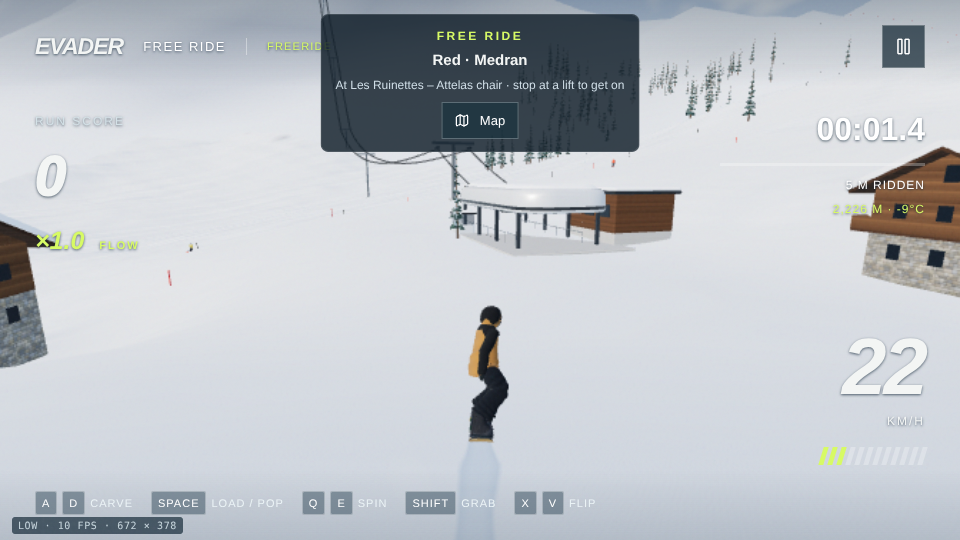 EVADER FREE RIDE FREERIDE
FREE RIDE
Red · Medran
At Les Ruinettes – Attelas chair · stop at a lift to get on
Map
RUN SCORE
0
×1.0 FLOW
00:01.4
5 M RIDDEN
2,226 M · -9°C
22
KM/H
A D CARVE SPACE LOAD / POP Q E SPIN SHIFT GRAB X V FLIP
LOW · 10 FPS · 672 × 378